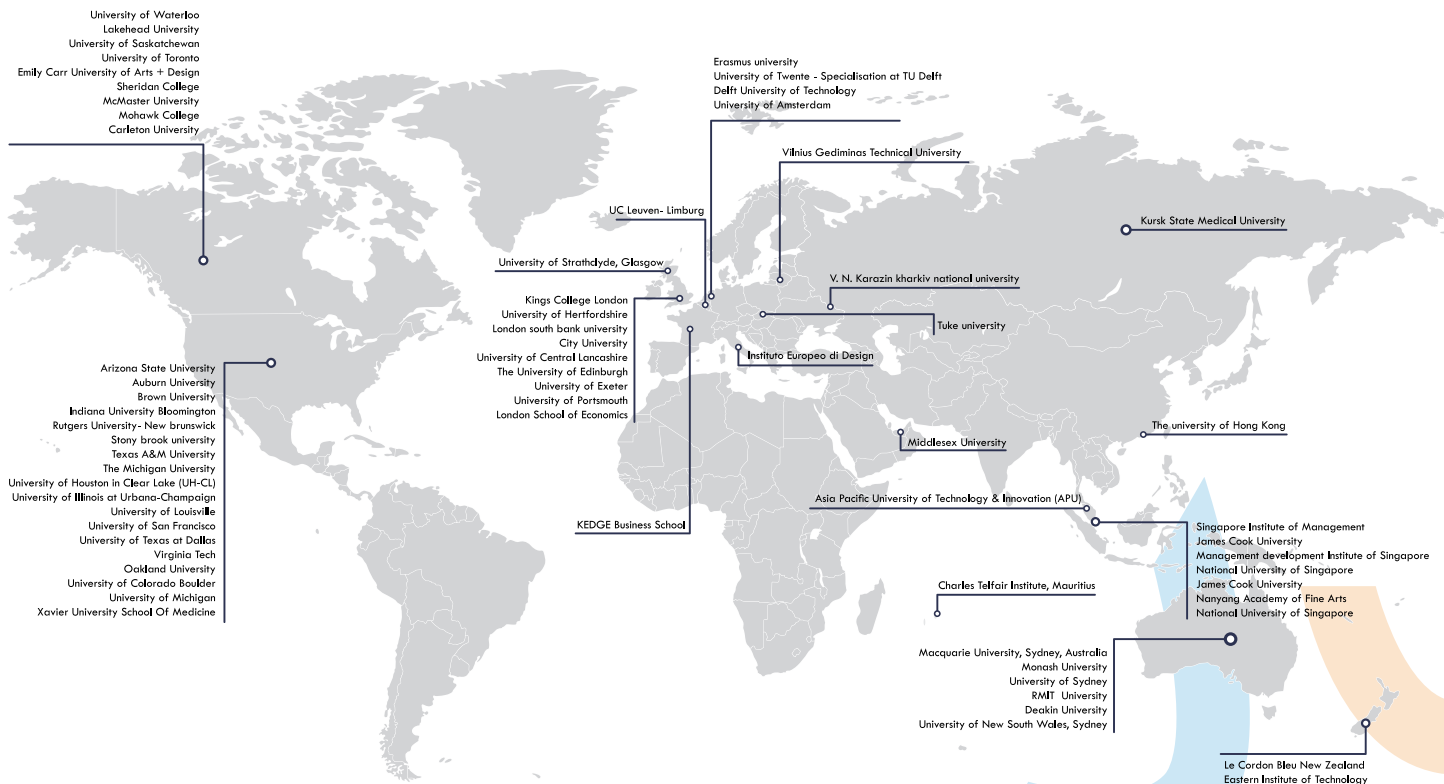 University of Waterloo
Lakehead University
University of Saskatchewan
University of Toronto
Emily Carr University of Arts + Design
Sheridan College
McMaster University
Mohawk College
Carleton University
Erasmus university
University of Twente - Specialisation at TU Delft
Delft University of Technology
University of Amsterdam
Vilnius Gediminas Technical University
UC Leuven- Limburg
Kursk State Medical University
University of Strathclyde, Glasgow
V. N. Karazin kharkiv national university
Kings College London
University of Hertfordshire
London south bank university
City University
University of Central Lancashire
The University of Edinburgh
University of Exeter
University of Portsmouth
London School of Economics
Tuke university
Instituto Europeo di Design
Arizona State University
Auburn University
Brown University
Indiana University Bloomington
Rutgers University- New brunswick
Stony brook university
Texas A&M University
The Michigan University
University of Houston in Clear Lake (UH-CL)
University of Illinois at Urbana-Champaign
University of Louisville
University of San Francisco
University of Texas at Dallas
Virginia Tech
Oakland University
University of Colorado Boulder
University of Michigan
Xavier University School Of Medicine
The university of Hong Kong
Middlesex University
Asia Pacific University of Technology & Innovation (APU)
KEDGE Business School
Singapore Institute of Management
James Cook University
Management development Institute of Singapore
National University of Singapore
James Cook University
Nanyang Academy of Fine Arts
National University of Singapore
Charles Telfair Institute, Mauritius
Macquarie University, Sydney, Australia
Monash University
University of Sydney
RMIT University
Deakin University
University of New South Wales, Sydney
Le Cordon Bleu New Zealand
Eastern Institute of Technology